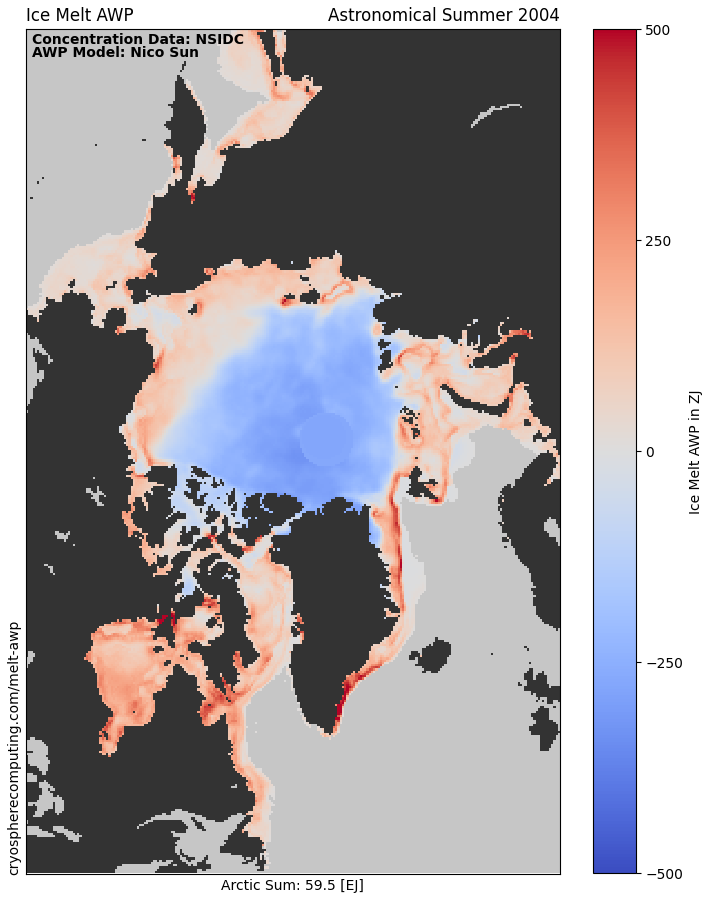 Ice Melt AWP
Astronomical Summer 2004
Concentration Data: NSIDC
AWP Model: Nico Sun
500
250
0
−250
−500
Ice Melt AWP in ZJ
cryospherecomputing.com/melt-awp
Arctic Sum: 59.5 [EJ]